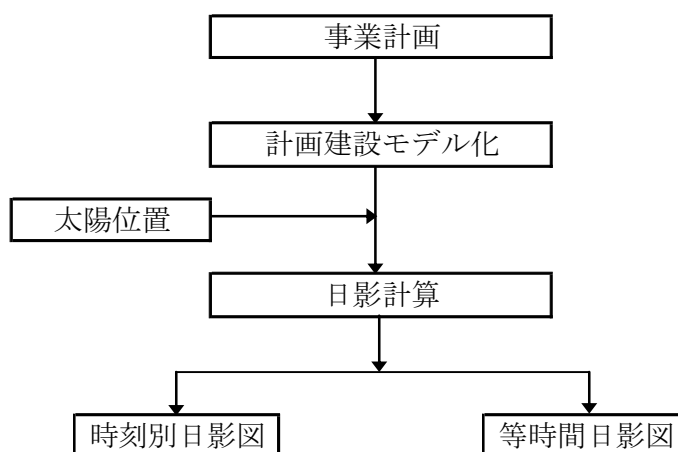 事業計画
計画建設モデル化
太陽位置
日影計算
時刻別日影図
等時間日影図